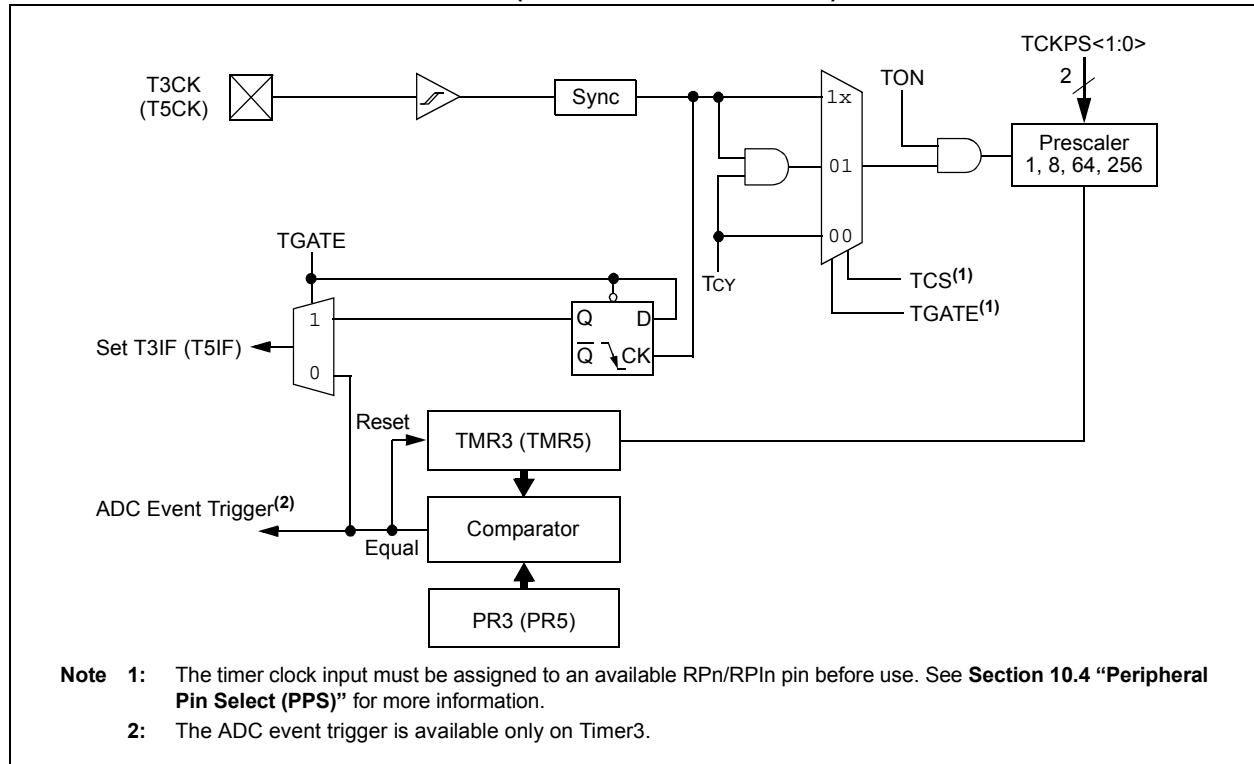 TCKPS<1:0>
2
T3CK
(T5CK)
Sync
1x
TON
Prescaler
1, 8, 64, 256
01
00
TGATE
TCY
TCS(1)
TGATE(1)
1
Q D
Set T3IF (T5IF)
Q CK
0
Reset
TMR3 (TMR5)
ADC Event Trigger(2)
Comparator
Equal
PR3 (PR5)
Note 1: The timer clock input must be assigned to an available RPn/RPIn pin before use. See Section 10.4 “Peripheral
Pin Select (PPS)” for more information.
2: The ADC event trigger is available only on Timer3.